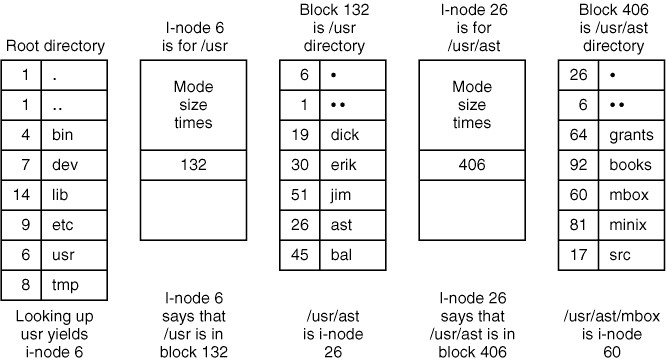 Root directory
1 .
1 ..
4 bin
7 dev
14 lib
9 etc
6 usr
8 tmp
Looking up
usr yields
i-node 6
I-node 6
is for /usr
Mode
size
times
132
I-node 6
says that
/usr is in
block 132
Block 132
is /usr
directory
6 •
1 ••
19 dick
30 erik
51 jim
26 ast
45 bal
/usr/ast
is i-node
26
I-node 26
is for
/usr/ast
Mode
size
times
406
I-node 26
says that
/usr/ast is in
block 406
Block 406
is /usr/ast
directory
26 •
6 ••
64 grants
92 books
60 mbox
81 minix
17 src
/usr/ast/mbox
is i-node
60